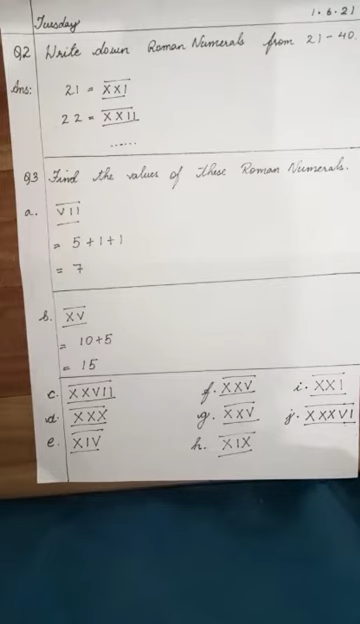 Tuesday 1.6.21
Q2 Write down Roman Numerals from 21-40.
Ans: 21 = XXI
22 = XXII
......
Q3 Find the values of these Roman Numerals.
a. VII
= 5+1+1
= 7
b. XV
= 10+5
= 15
c. XXVII f. XXV i. XXI
d. XXX g. XXV j. XXXVI
e. XIV h. XIX